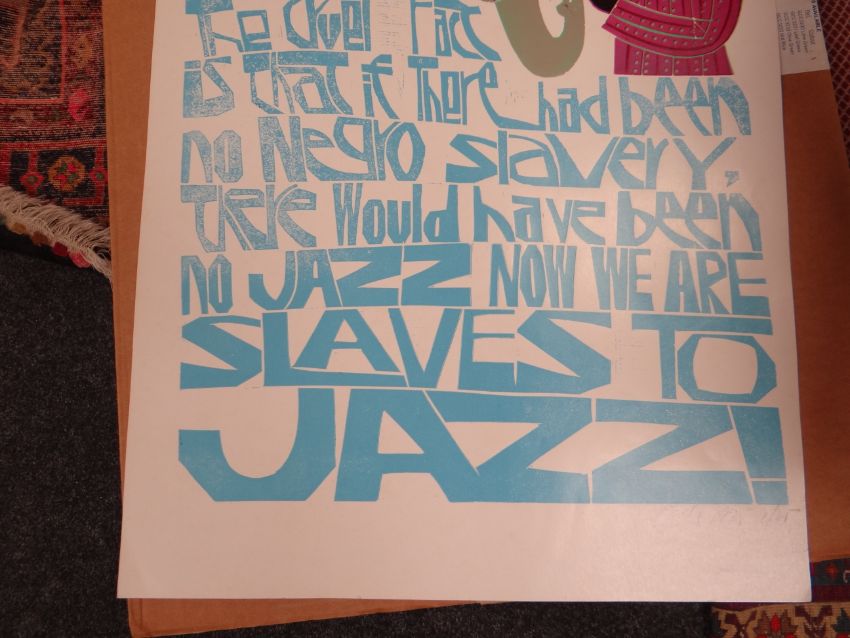 The cruel fact
is that if There had been
no Negro slavery,
THERE Would have been
no JAZZ NOW WE ARE
SLAVES TO
JAZZ!